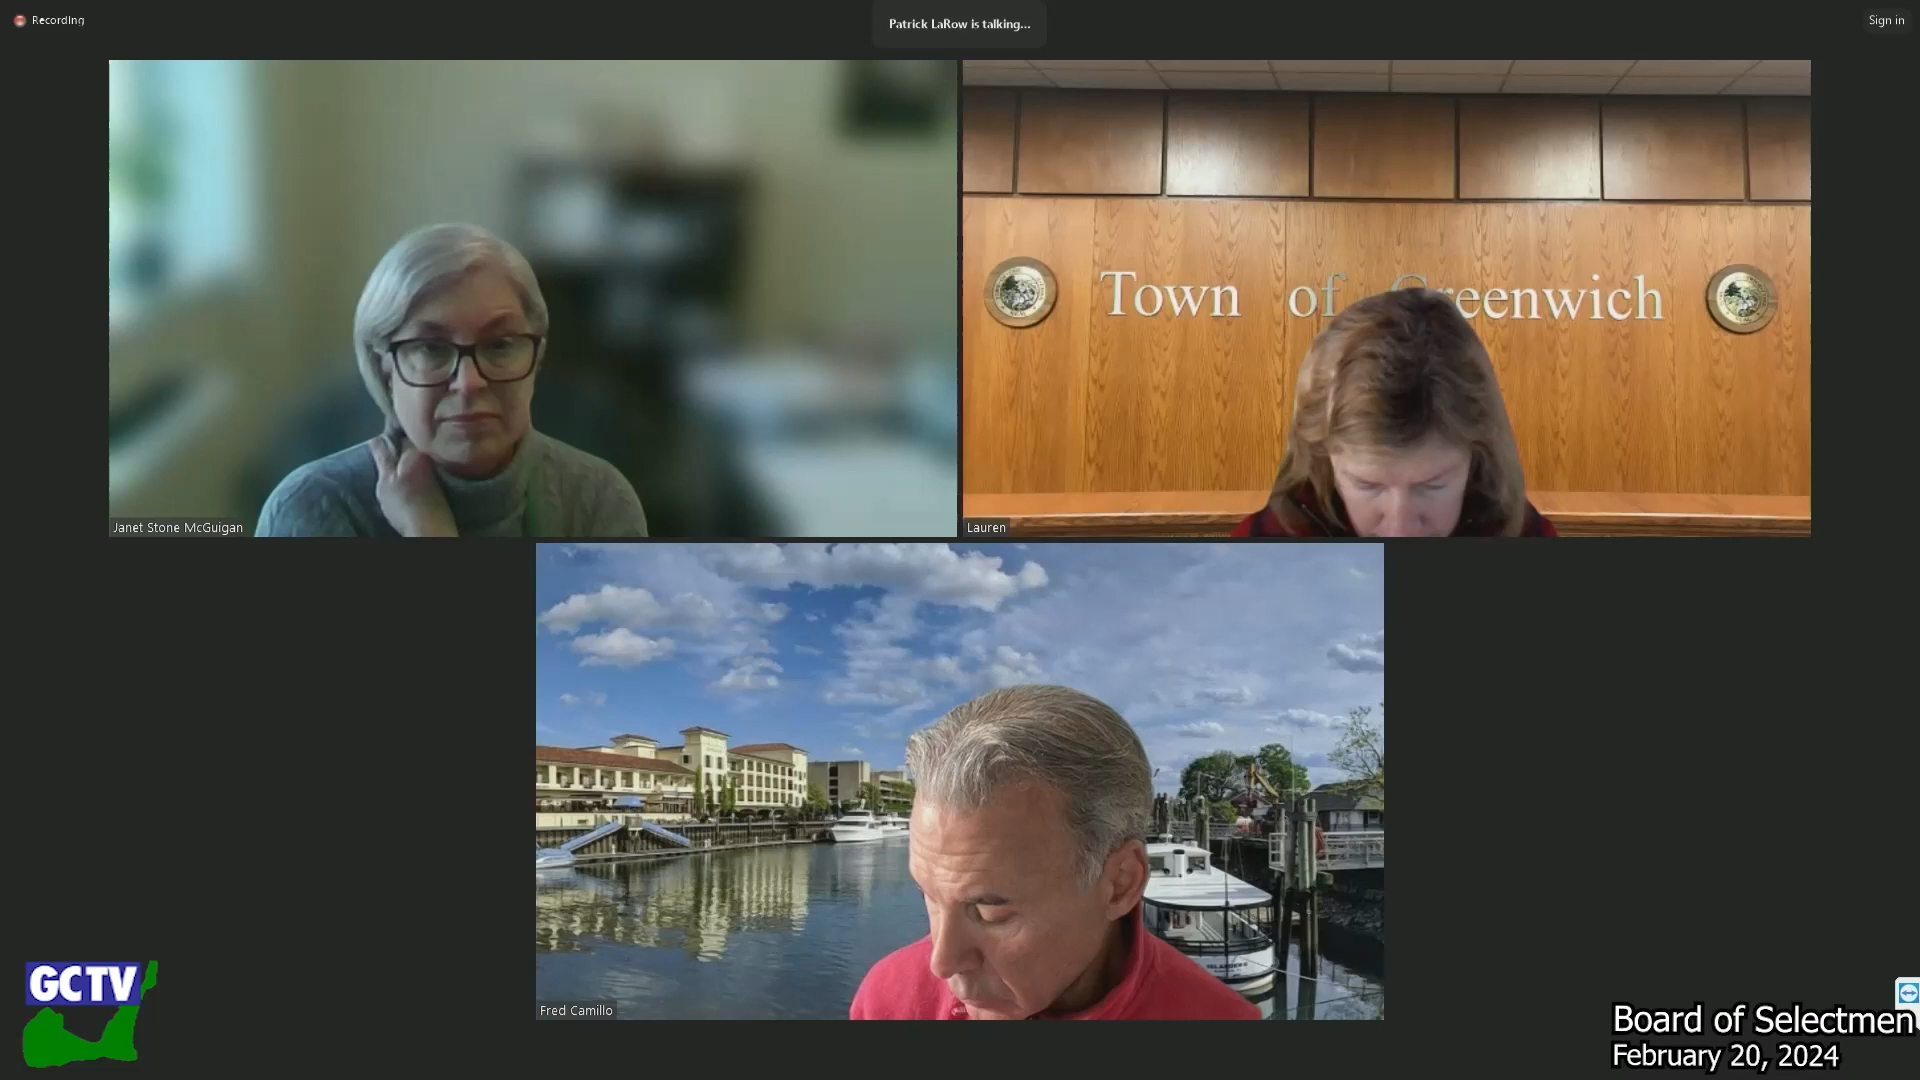 Recording
Patrick LaRow is talking...
Sign in
Town of Greenwich
Janet Stone McGuigan
Lauren
Fred Camillo
GCTV
Board of Selectmen
February 20, 2024